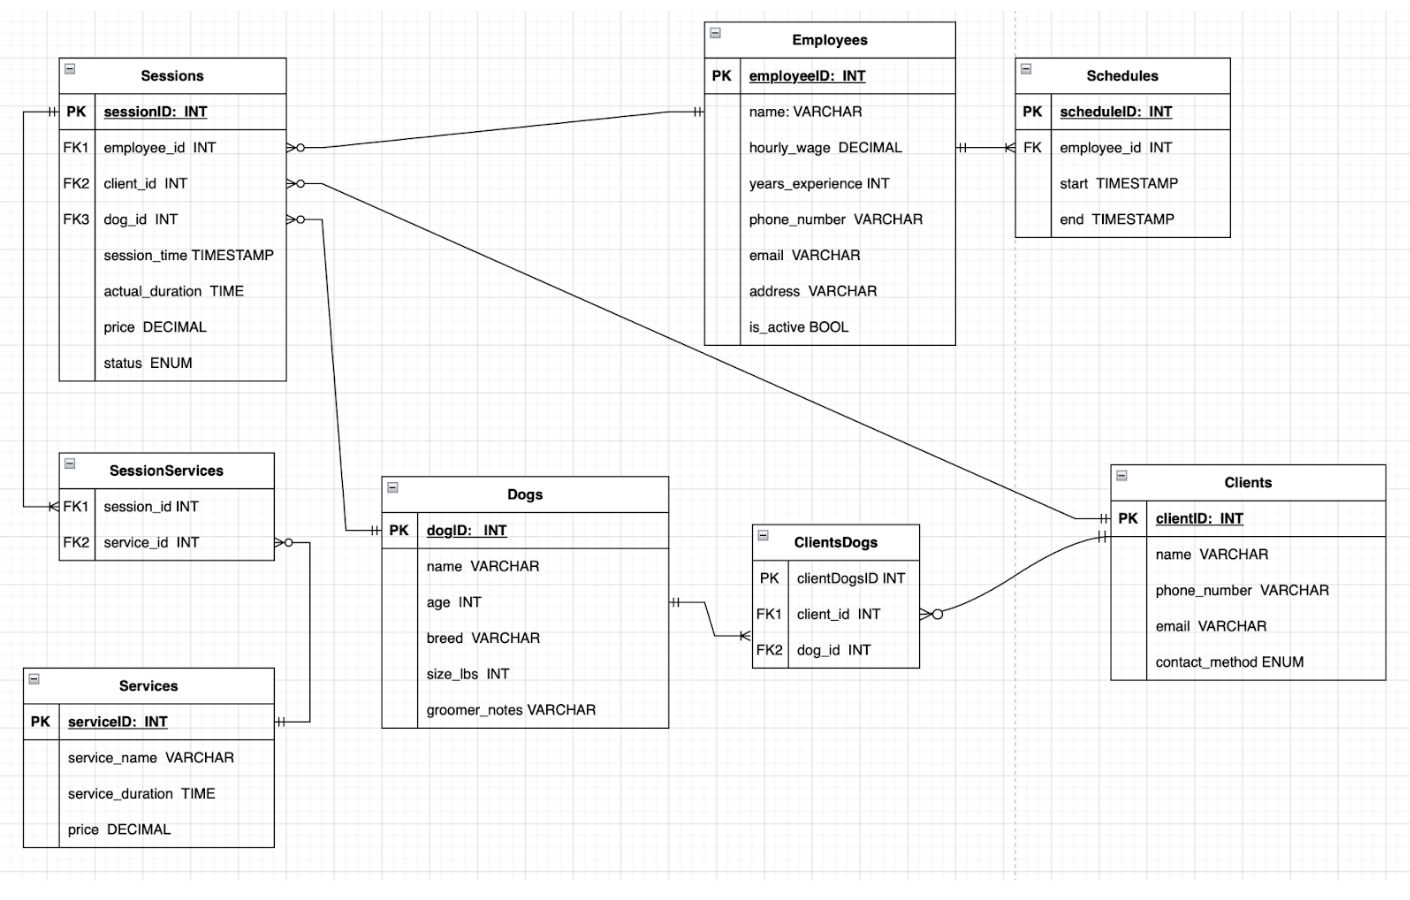 Sessions
PK sessionID: INT
FK1 employee_id INT
FK2 client_id INT
FK3 dog_id INT
session_time TIMESTAMP
actual_duration TIME
price DECIMAL
status ENUM
Employees
PK employeeID: INT
name: VARCHAR
hourly_wage DECIMAL
years_experience INT
phone_number VARCHAR
email VARCHAR
address VARCHAR
is_active BOOL
Schedules
PK scheduleID: INT
FK employee_id INT
start TIMESTAMP
end TIMESTAMP
SessionServices
FK1 session_id INT
FK2 service_id INT
Dogs
PK dogID: INT
name VARCHAR
age INT
breed VARCHAR
size_lbs INT
groomer_notes VARCHAR
ClientsDogs
PK clientDogsID INT
FK1 client_id INT
FK2 dog_id INT
Clients
PK clientID: INT
name VARCHAR
phone_number VARCHAR
email VARCHAR
contact_method ENUM
Services
PK serviceID: INT
service_name VARCHAR
service_duration TIME
price DECIMAL